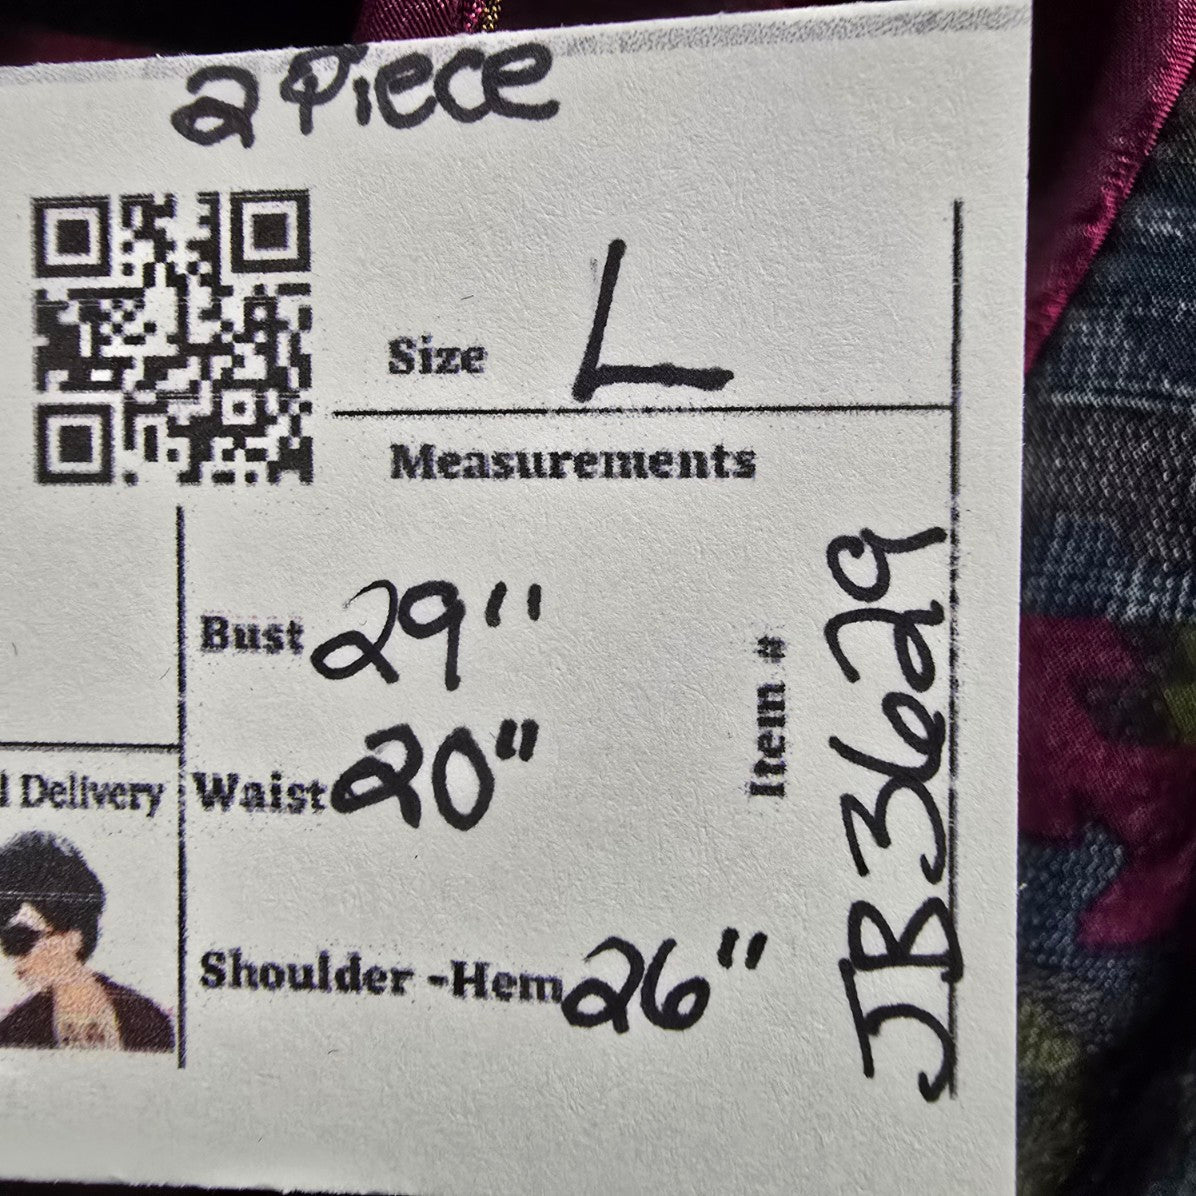 2 Piece
Size L
Measurements
Bust 29"
Waist 20"
l Delivery
Shoulder -Hem 26"
Item #
JB3629